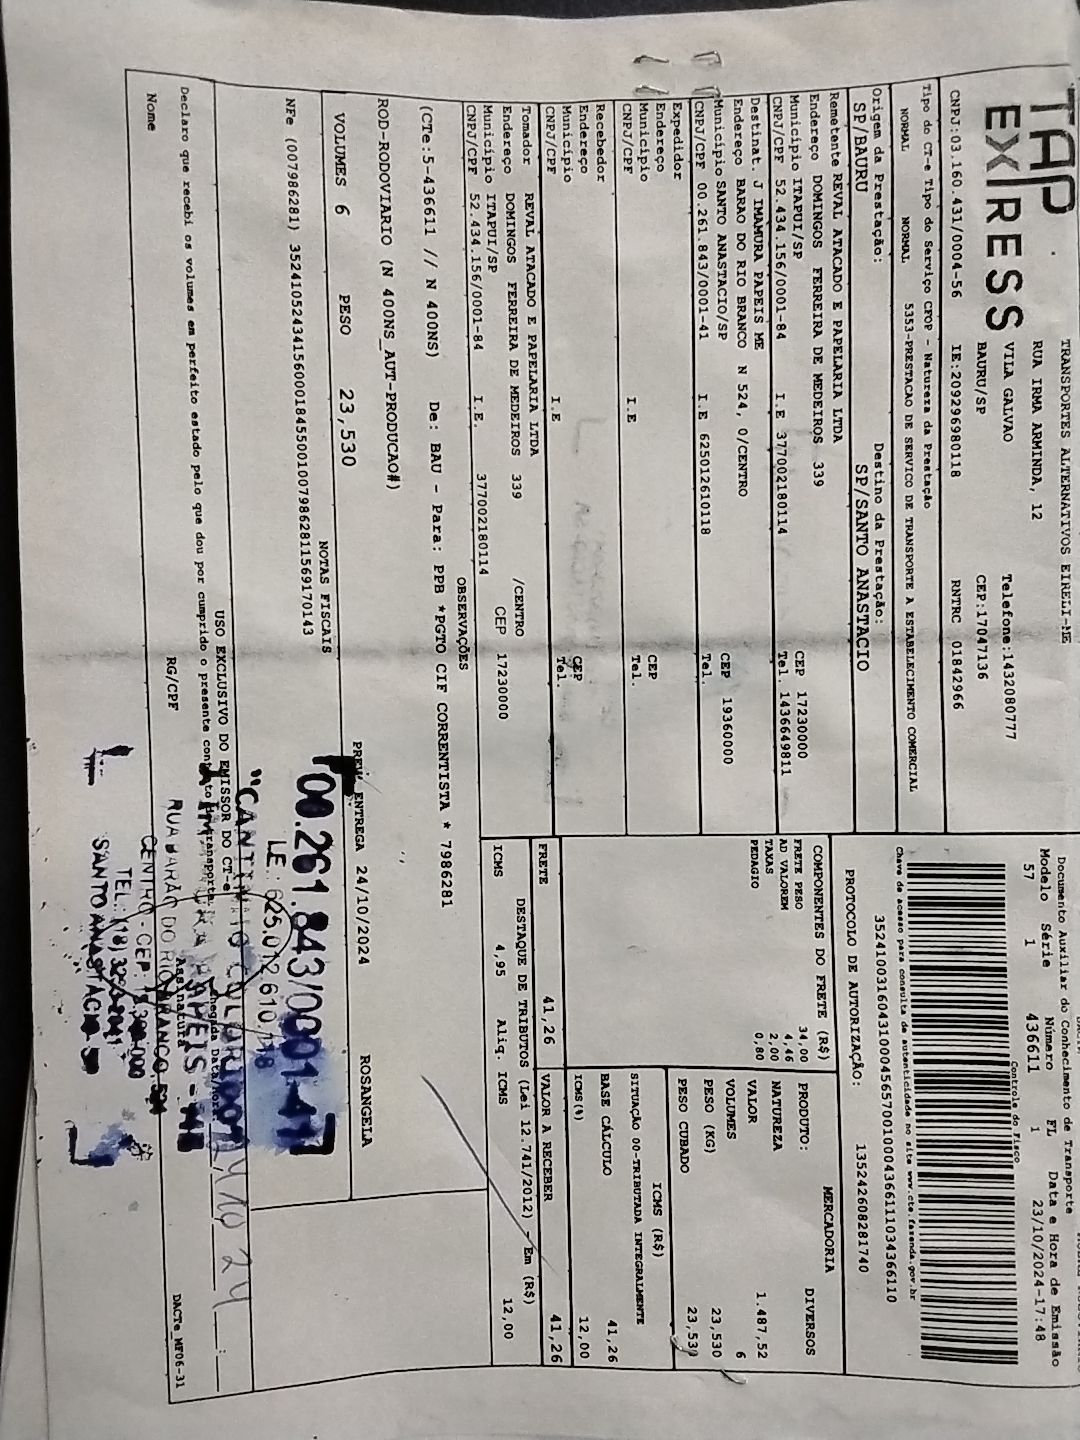 TAP
EX/RESS
TRANSPORTES ALTERNATIVOS EIRELI-ME
RUA IRMA ARMINDA, 12
VILA GALVAO
BAURU/SP
Telefone:1432080777
CEP:17047136
CNPJ:03.160.431/0004-56 IE:209296980118 RNTRC 01842966
Documento Auxiliar do Conhecimento de Transporte
Modelo Série Número FL Data e Hora de Emissão
57 1 436611 1 23/10/2024-17:48
Controle do Fisco
Chave de acesso para consulta de autenticidade no site www.cte.fazenda.gov.br
35241003160431000456570010004366111034366110
PROTOCOLO DE AUTORIZAÇÃO: 135242608281740
Tipo do CT-e Tipo do Serviço CFOP - Natureza da Prestação
NORMAL NORMAL 5353-PRESTACAO DE SERVICO DE TRANSPORTE A ESTABELECIMENTO COMERCIAL
Origem da Prestação: Destino da Prestação:
SP/BAURU SP/SANTO ANASTACIO
Remetente REVAL ATACADO E PAPELARIA LTDA
Endereço DOMINGOS FERREIRA DE MEDEIROS 339
Municipio ITAPUI/SP CEP 17230000
CNPJ/CPF 52.434.156/0001-84 I.E 377002180114 Tel. 1436649811
Destinat. J IMAMURA PAPEIS ME
Endereço BARAO DO RIO BRANCO N 524, 0/CENTRO
Municipio SANTO ANASTACIO/SP CEP 19360000
CNPJ/CPF 00.261.843/0001-41 I.E 625012610118 Tel.
Expedidor
Endereço
Municipio CEP
CNPJ/CPF I.E Tel.
Recebedor
Endereço
Municipio CEP
CNPJ/CPF I.E Tel.
Tomador REVAL ATACADO E PAPELARIA LTDA
Endereço DOMINGOS FERREIRA DE MEDEIROS 339 /CENTRO
Municipio ITAPUI/SP CEP 17230000
CNPJ/CPF 52.434.156/0001-84 I.E. 377002180114
COMPONENTES DO FRETE (R$)
FRETE PESO 34,00
AD VALOREM 4,46
TAXAS 2,00
PEDAGIO 0,80
MERCADORIA
PRODUTO: DIVERSOS
NATUREZA
VALOR 1.487,52
VOLUMES 6
PESO (KG) 23,530
PESO CUBADO 23,530
ICMS (R$)
SITUAÇÃO 00-TRIBUTADA INTEGRALMENTE
BASE CÁLCULO 41,26
ICMS(%) 12,00
FRETE 41,26 VALOR A RECEBER 41,26
DESTAQUE DE TRIBUTOS (Lei 12.741/2012) - Em (R$)
ICMS 4,95 Aliq. ICMS 12,00
OBSERVAÇÕES
(CTe:5-436611 // N 400NS) De: BAU - Para: PPB *PGTO CIF CORRENTISTA * 7986281
ROD-RODOVIARIO (N 400NS_AUT-PRODUCAO#)
VOLUMES 6 PESO 23,530 PREV. ENTREGA 24/10/2024 ROSANGELA
NOTAS FISCAIS
NFe (007986281) 35241052434156000184550010079862811569170143
00.261.843/0001-41
I.E.: 625.012.610/118
"CANTINHO COLORIDO"
PAPEIS - ME
RUA BARÃO DO RIO BRANCO, 524
CENTRO - CEP.
TEL.: (18)
SANTO ANASTÁCIO
USO EXCLUSIVO DO EMISSOR DO CT-e
Declaro que recebi os volumes em perfeito estado pelo que dou por cumprido o presente contrato de transporte.
Chegada Data/Hora: 24 10 24 :
Nome RG/CPF Assinatura
DACTe_MF06-31